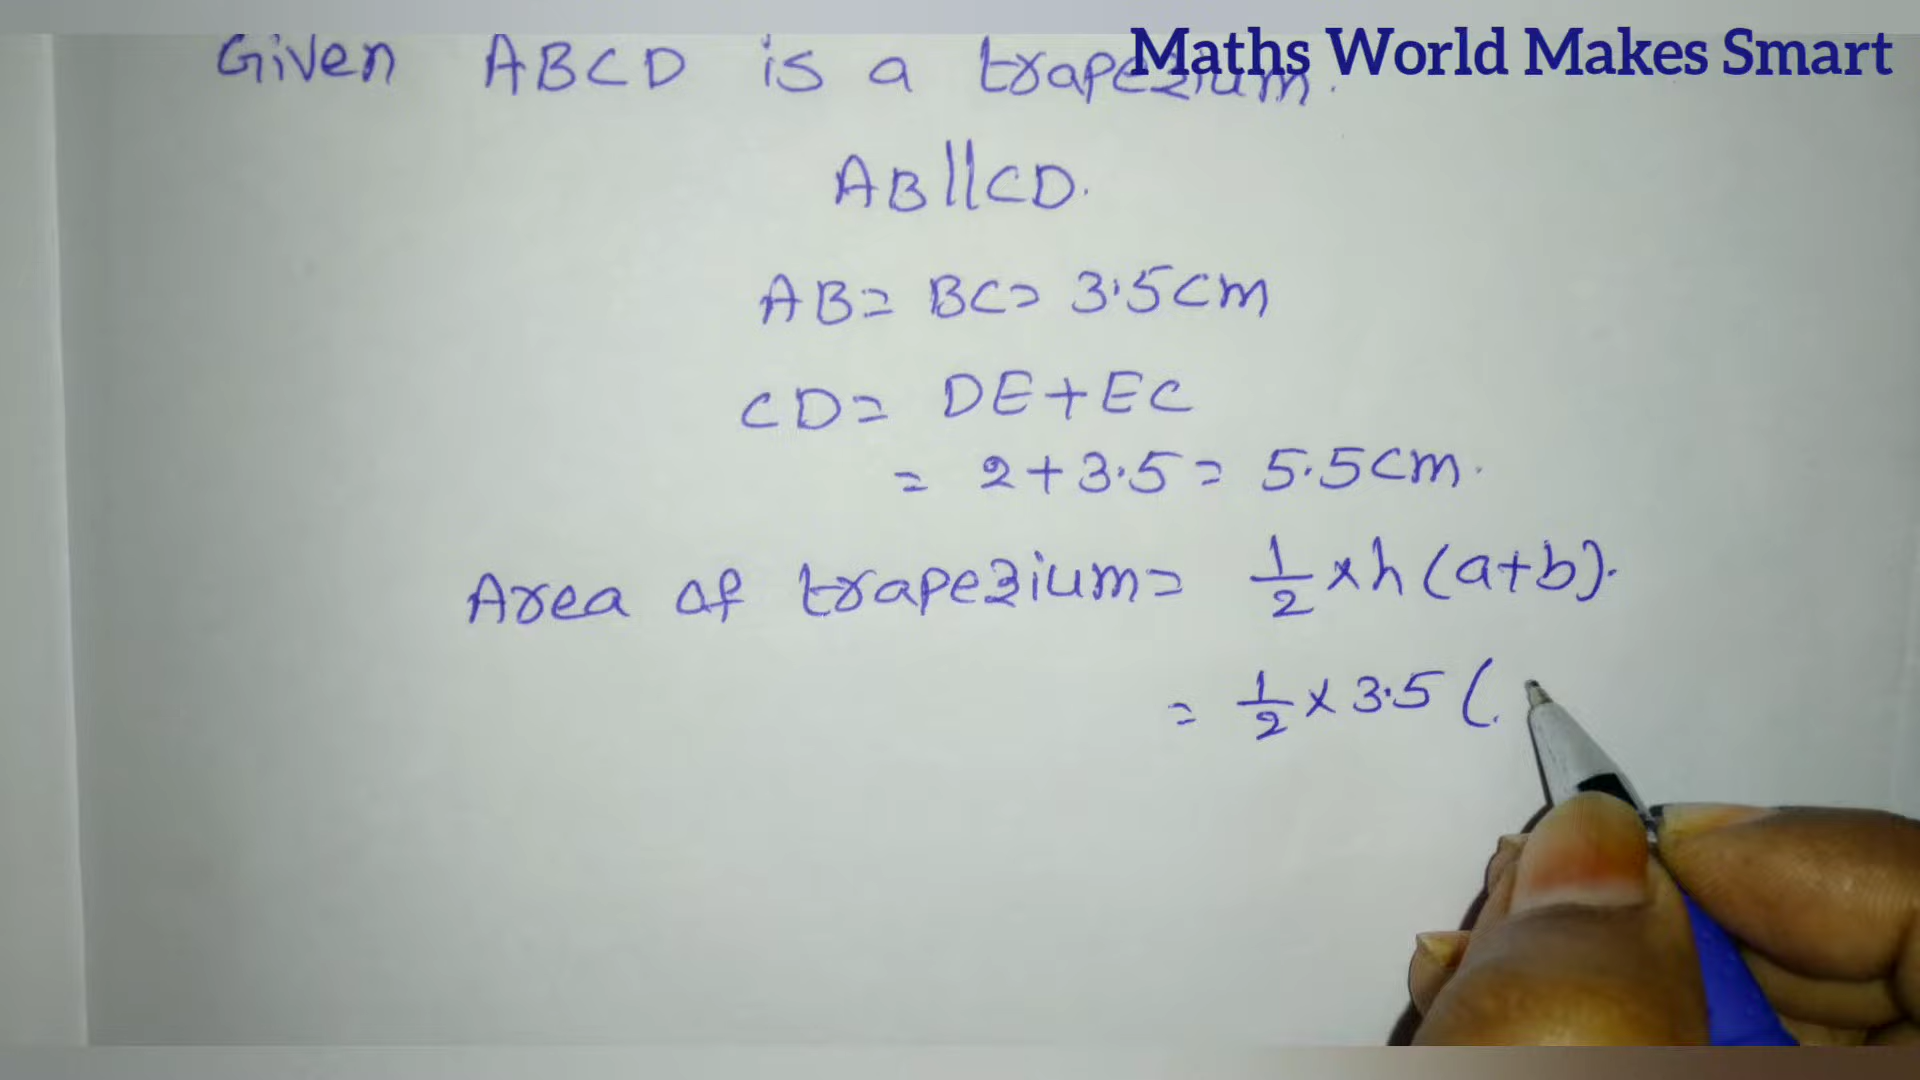 Maths World Makes Smart
Given ABCD is a trapezium.
AB||CD.
AB = BC = 3.5cm
CD = DE+EC
= 2+3.5 = 5.5cm.
Area of trapezium = 1/2 × h (a+b).
= 1/2 × 3.5 (